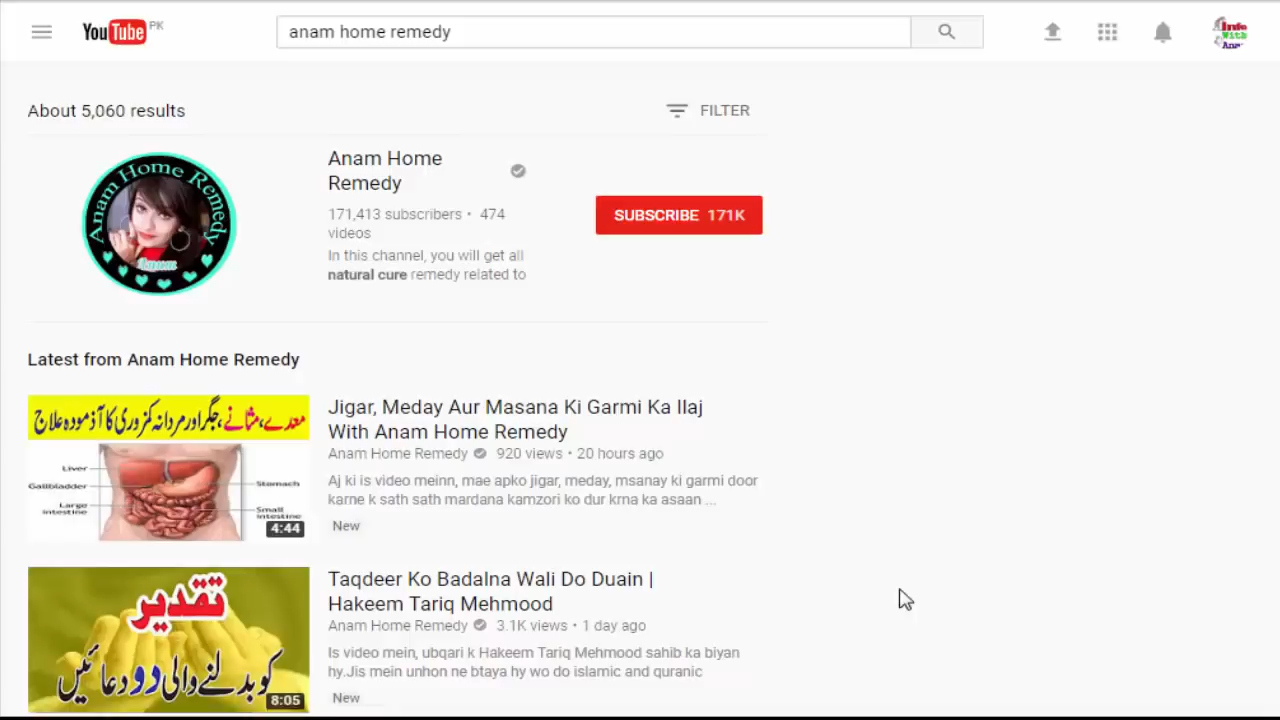 YouTube PK
anam home remedy
Info
With
About 5,060 results
FILTER
Anam Home Remedy
Anam
Anam Home
Remedy
171,413 subscribers • 474
videos
In this channel, you will get all
natural cure remedy related to
SUBSCRIBE 171K
Latest from Anam Home Remedy
معدے، مثانے، جگر اور مردانہ کمزوری کا آزمودہ علاج
Liver
Gallbladder
Large
intestine
Stomach
Small
intestine
4:44
Jigar, Meday Aur Masana Ki Garmi Ka Ilaj
With Anam Home Remedy
Anam Home Remedy 920 views • 20 hours ago
Aj ki is video meinn, mae apko jigar, meday, msanay ki garmi door
karne k sath sath mardana kamzori ko dur krna ka asaan ...
New
تقدیر
کو بدلنے والی دو دعائیں
8:05
Taqdeer Ko Badalna Wali Do Duain |
Hakeem Tariq Mehmood
Anam Home Remedy 3.1K views • 1 day ago
Is video mein, ubqari k Hakeem Tariq Mehmood sahib ka biyan
hy.Jis mein unhon ne btaya hy wo do islamic and quranic
New